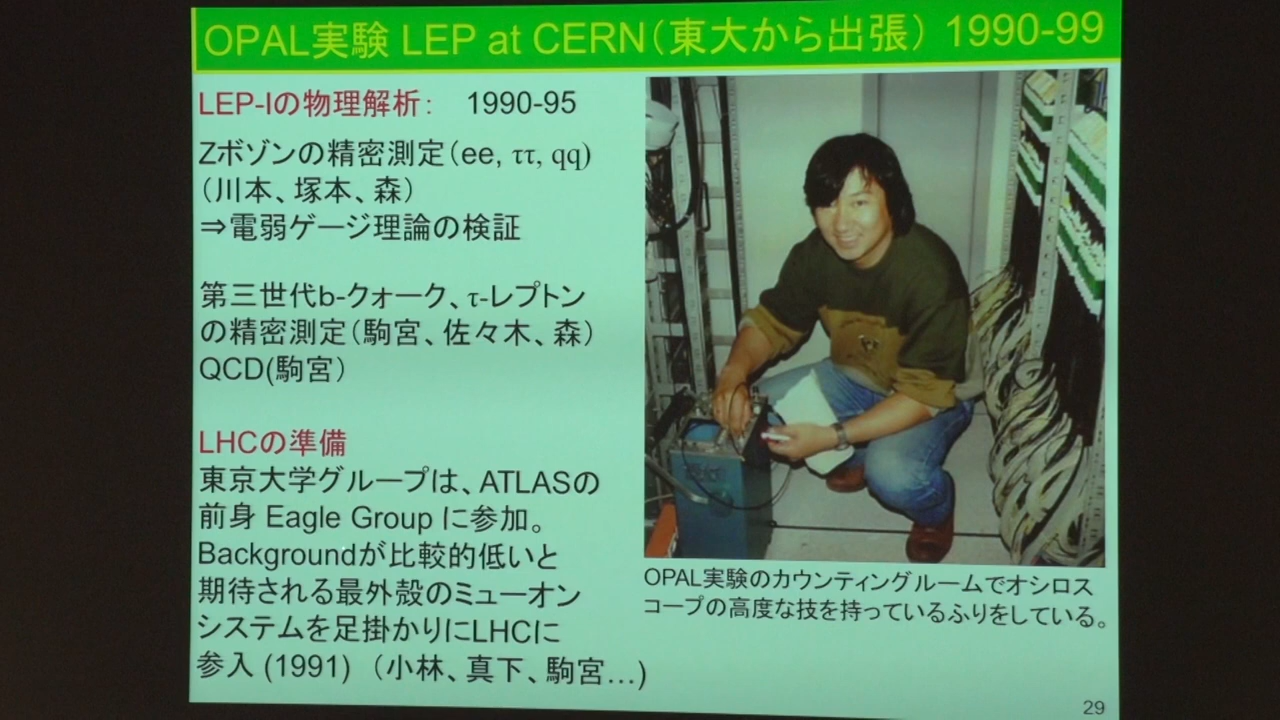 OPAL実験 LEP at CERN（東大から出張） 1990-99
LEP-Iの物理解析： 1990-95
Zボゾンの精密測定（ee, ττ, qq)
（川本、塚本、森）
⇒電弱ゲージ理論の検証
第三世代b-クォーク、τ-レプトン
の精密測定（駒宮、佐々木、森）
QCD(駒宮）
LHCの準備
東京大学グループは、ATLASの
前身 Eagle Group に参加。
Backgroundが比較的低いと
期待される最外殻のミューオン
システムを足掛かりにLHCに
参入 (1991) （小林、真下、駒宮…)
OPAL実験のカウンティングルームでオシロス
コープの高度な技を持っているふりをしている。
29